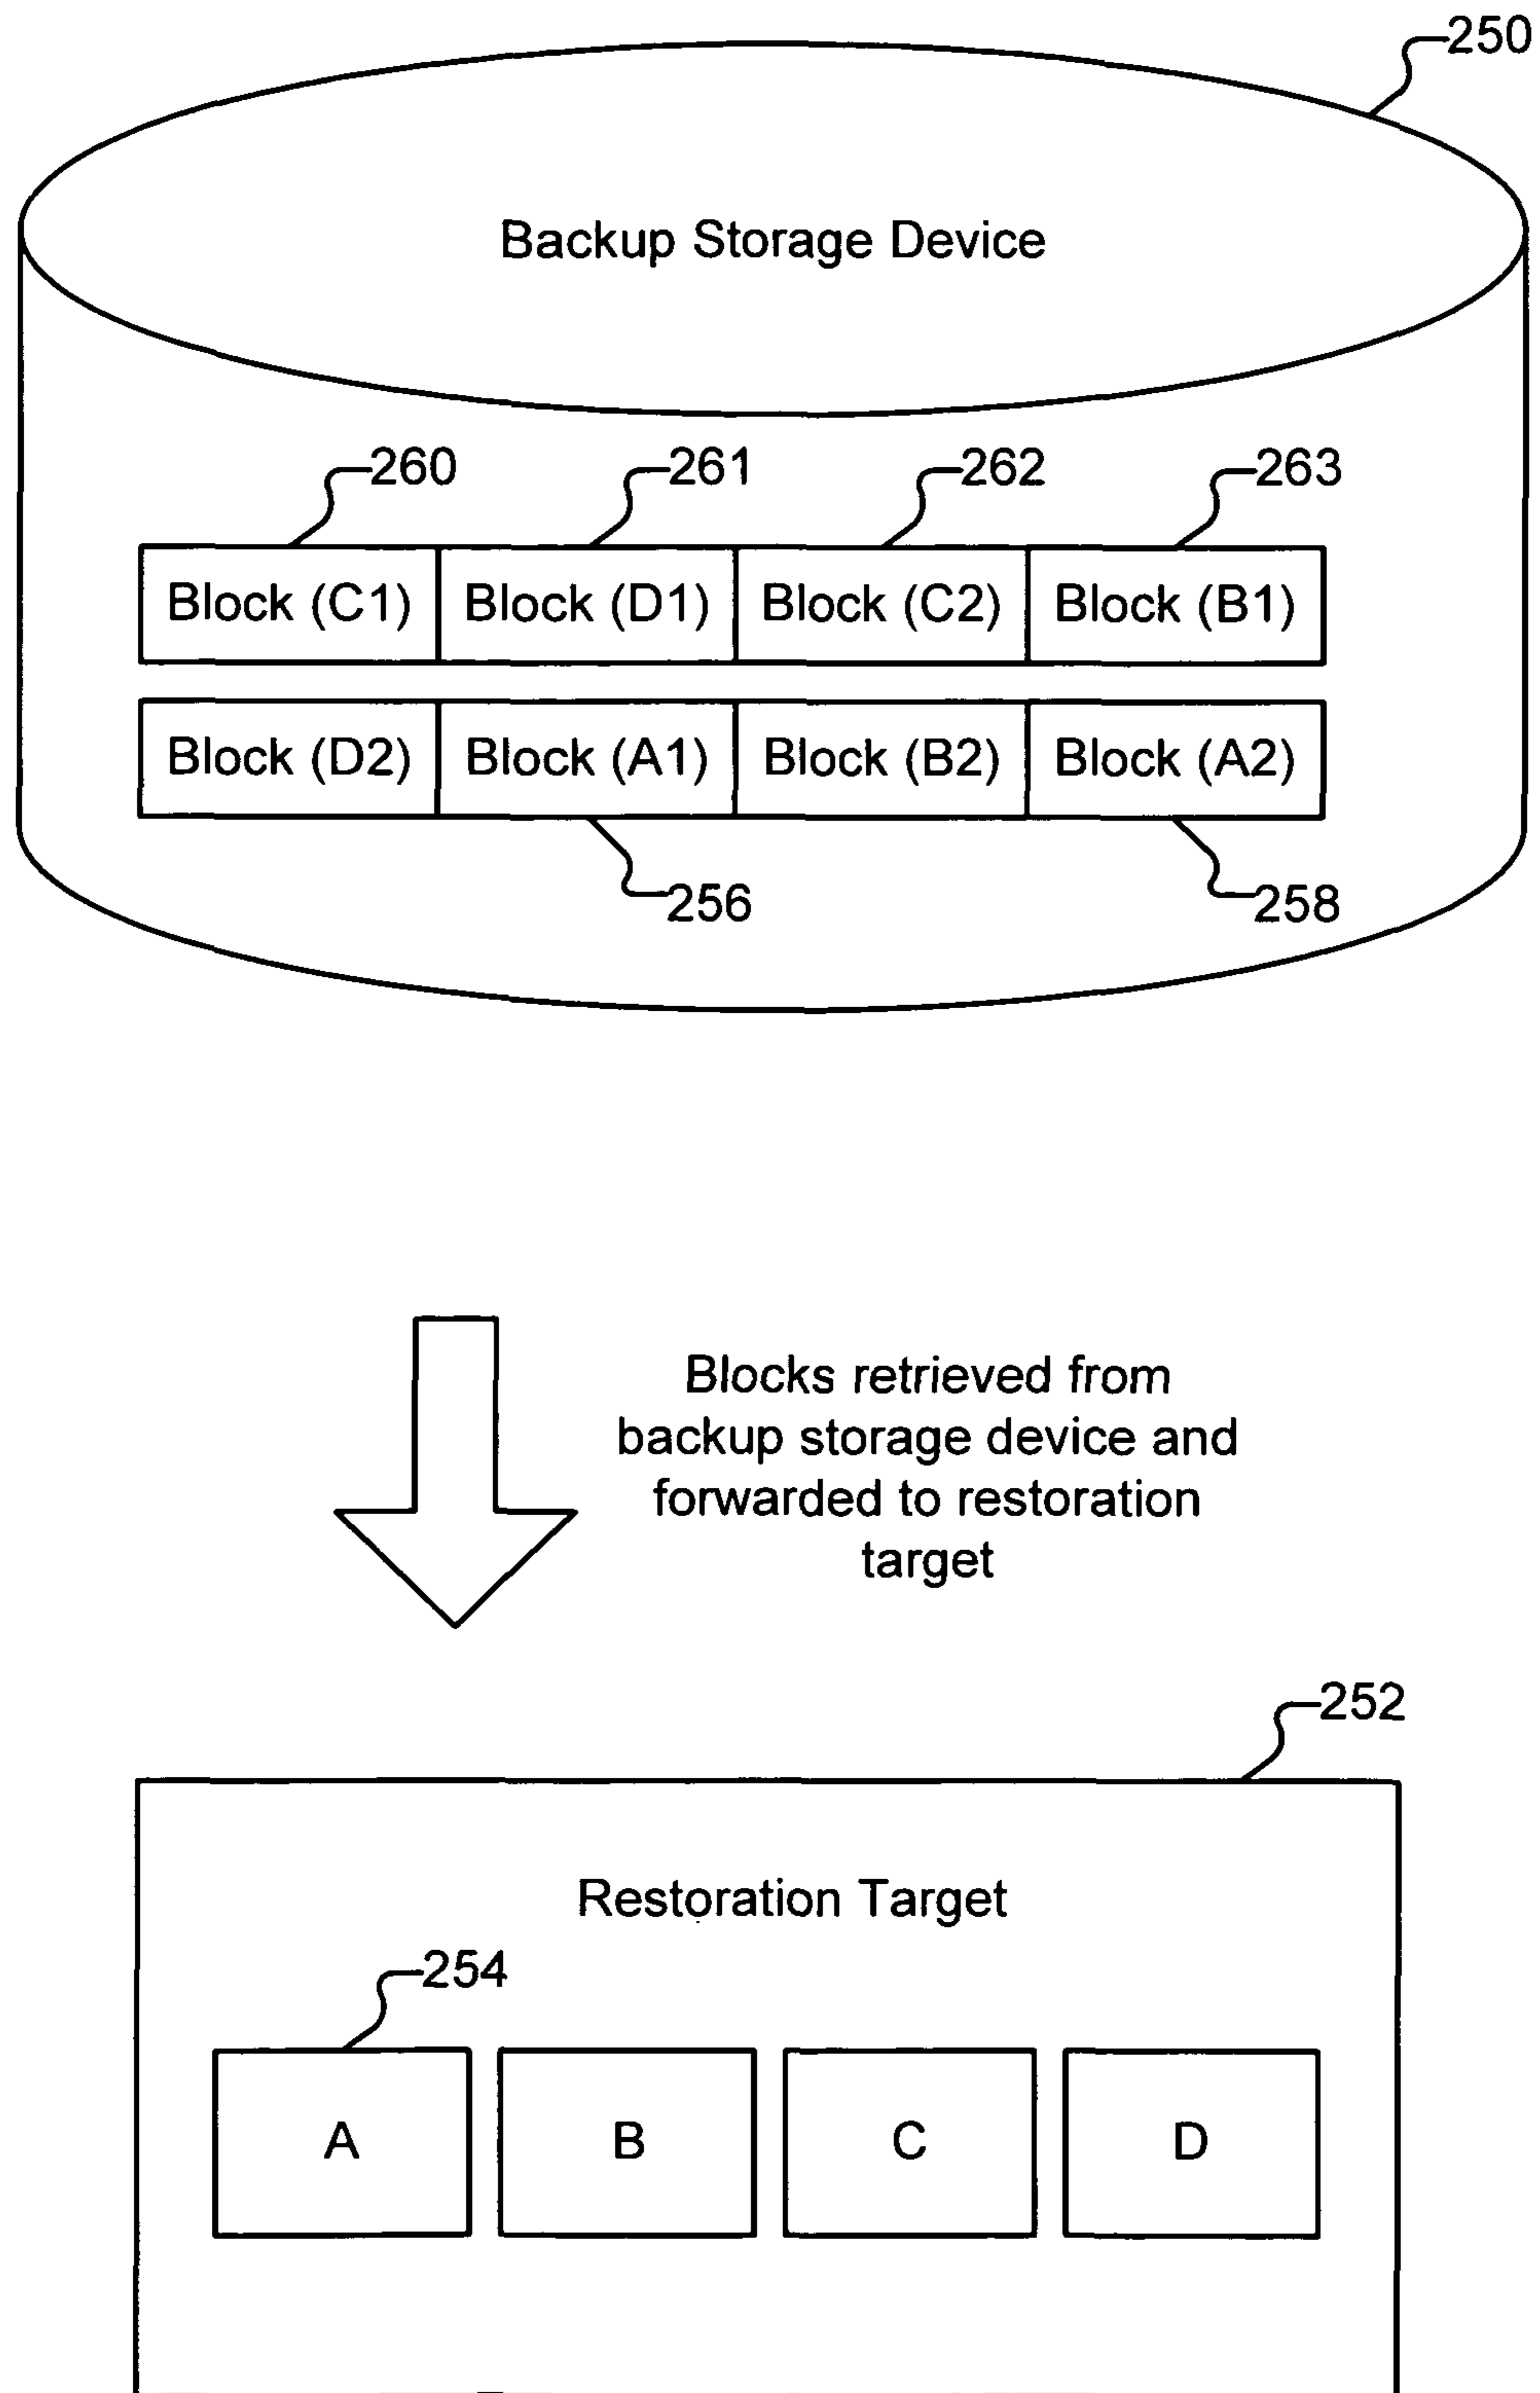 250
Backup Storage Device
260
261
262
263
Block (C1)
Block (D1)
Block (C2)
Block (B1)
Block (D2)
Block (A1)
Block (B2)
Block (A2)
256
258
Blocks retrieved from
backup storage device and
forwarded to restoration
target
252
Restoration Target
254
A
B
C
D